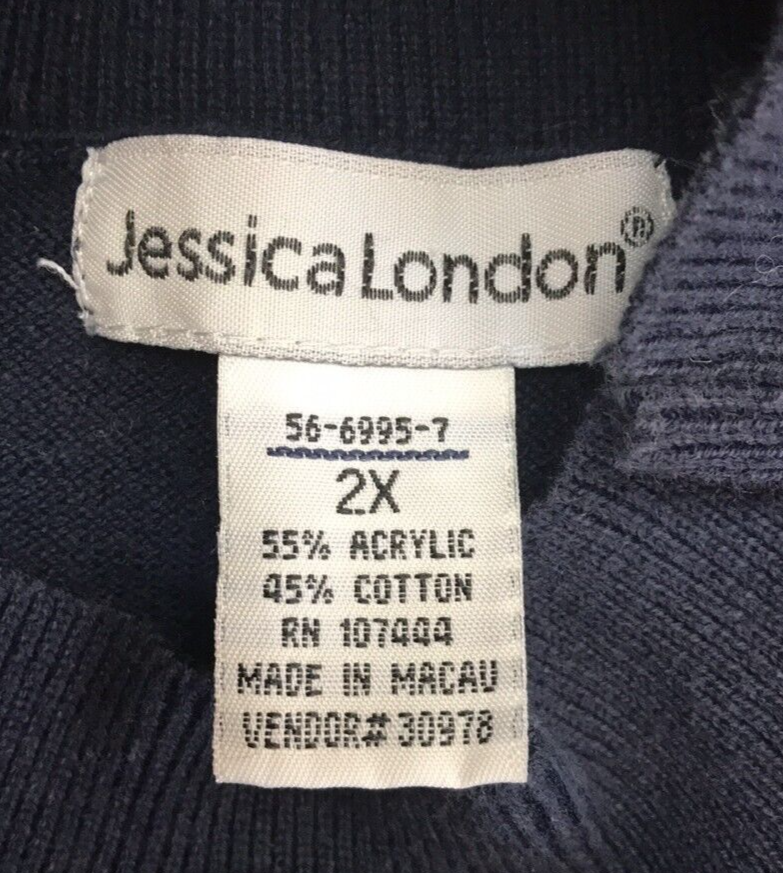 Jessica London®
56-6995-7
2X
55% ACRYLIC
45% COTTON
RN 107444
MADE IN MACAU
VENDOR# 30978